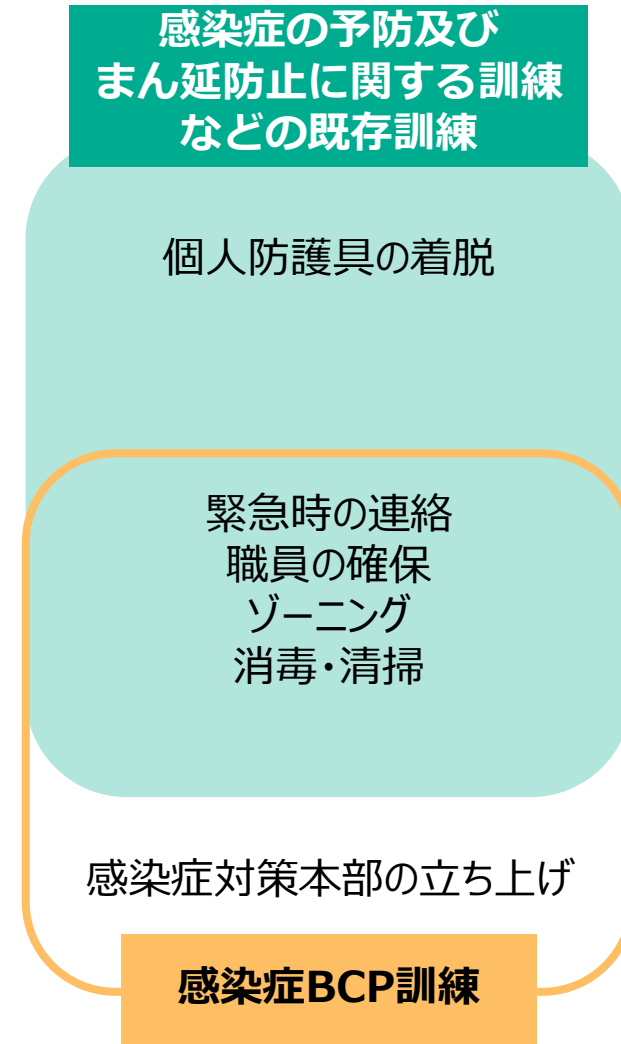 感染症の予防及び
まん延防止に関する訓練
などの既存訓練
個人防護具の着脱
緊急時の連絡
職員の確保
ゾーニング
消毒・清掃
感染症対策本部の立ち上げ
感染症BCP訓練